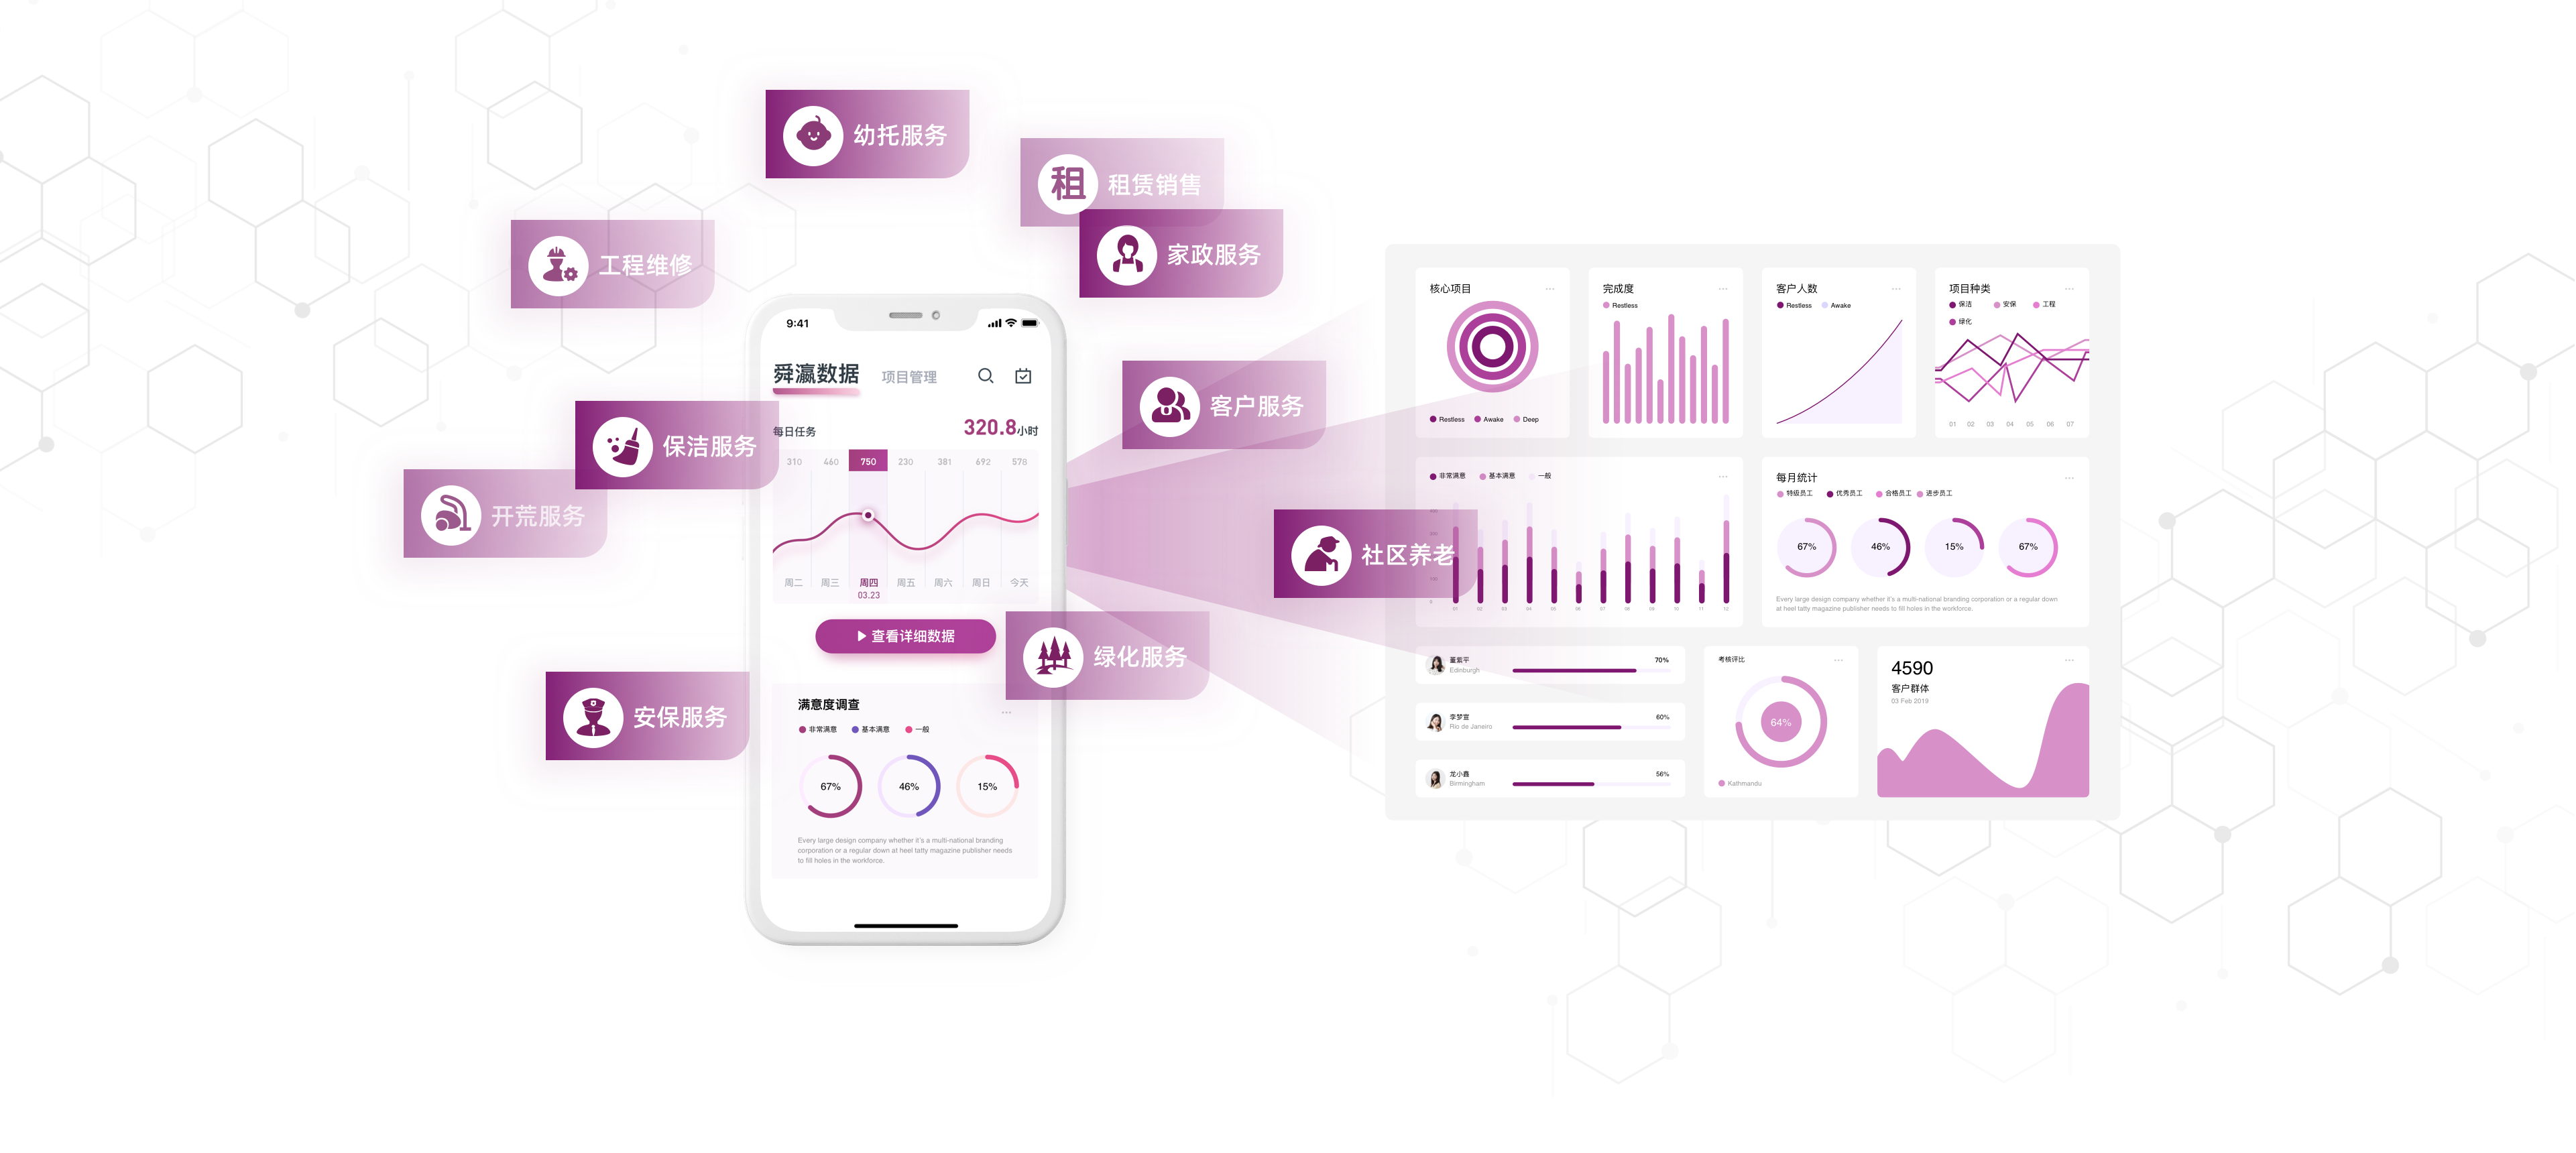 幼托服务
租
租赁销售
家政服务
工程维修
保洁服务
开荒服务
安保服务
客户服务
社区养老
绿化服务
9:41
舜瀛数据
项目管理
每日任务
320.8小时
310 460 750 230 381 692 578
周二 周三 周四 周五 周六 周日 今天
03.23
查看详细数据
满意度调查
非常满意 基本满意 一般
67% 46% 15%
Every large design company whether it's a multi-national branding
corporation or a regular down at heel tatty magazine publisher needs
to fill holes in the workforce.
核心项目
Restless Awake Deep
完成度
Restless
客户人数
Restless Awake
项目种类
保洁 安保 工程
绿化
01 02 03 04 05 06 07
非常满意 基本满意 一般
0
01 02 03 04 05 06 07 08 09 10 11 12
每月统计
特级员工 优秀员工 合格员工 进步员工
67% 46% 15% 67%
Every large design company whether it's a multi-national branding corporation or a regular down
at heel tatty magazine publisher needs to fill holes in the workforce.
董紫平
Edinburgh
70%
李梦宣
Rio de Janeiro
60%
龙小鑫
Birmingham
56%
考核评比
64%
Kathmandu
4590
客户群体
03 Feb 2019